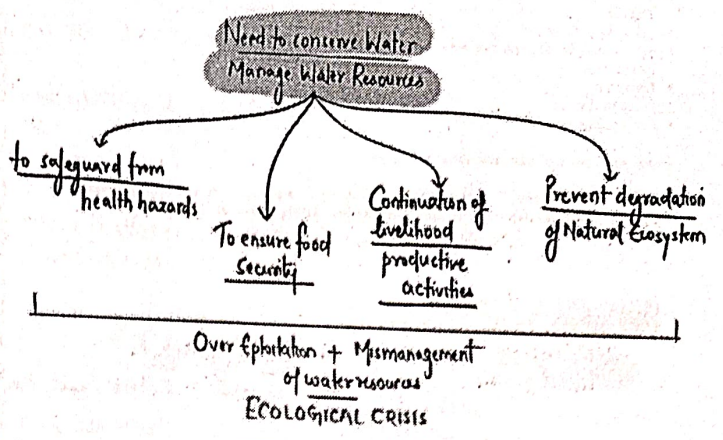 Need to conserve Water
Manage Water Resources
to safeguard from
health hazards
To ensure food
security
Continuation of
livelihood
productive
activities
Prevent degradation
of Natural Ecosystem
Over Eploitation + Mismanagement
of water resources
ECOLOGICAL CRISIS